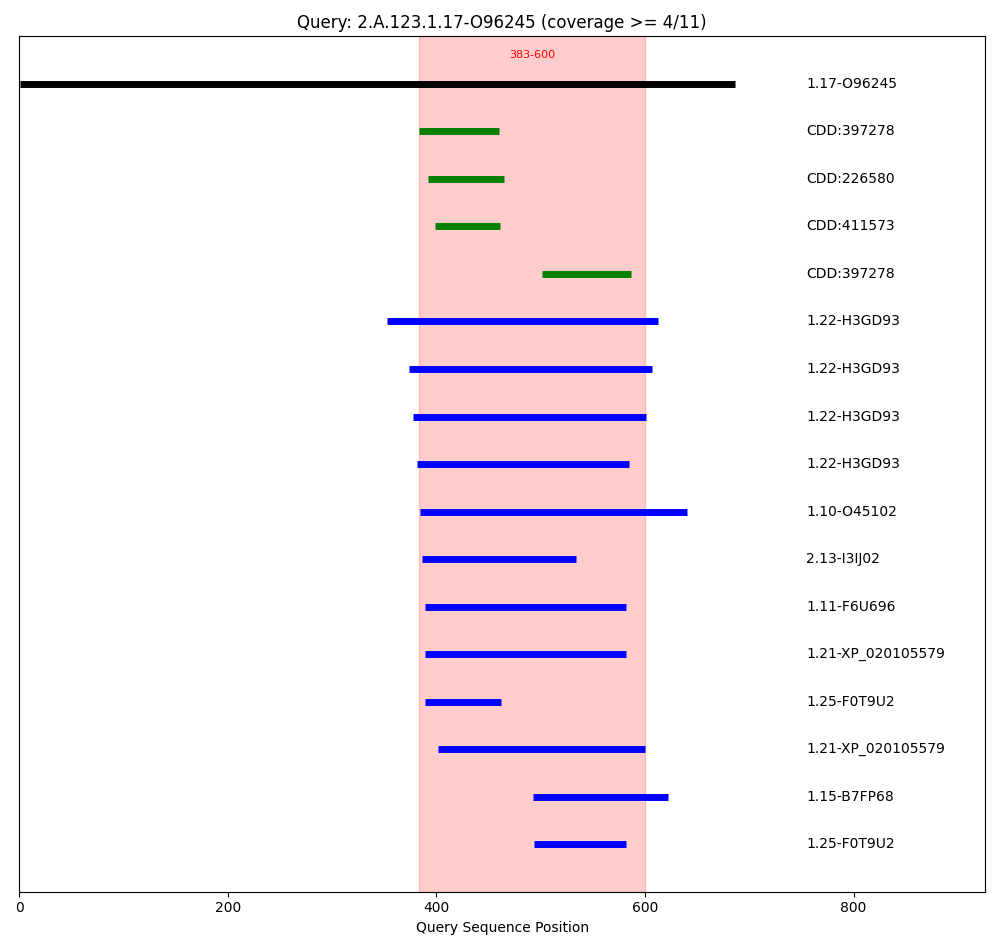 Query: 2.A.123.1.17-O96245 (coverage >= 4/11)
383-600
1.17-O96245
CDD:397278
CDD:226580
CDD:411573
CDD:397278
1.22-H3GD93
1.22-H3GD93
1.22-H3GD93
1.22-H3GD93
1.10-O45102
2.13-I3IJ02
1.11-F6U696
1.21-XP_020105579
1.25-F0T9U2
1.21-XP_020105579
1.15-B7FP68
1.25-F0T9U2
0 200 400 600 800
Query Sequence Position